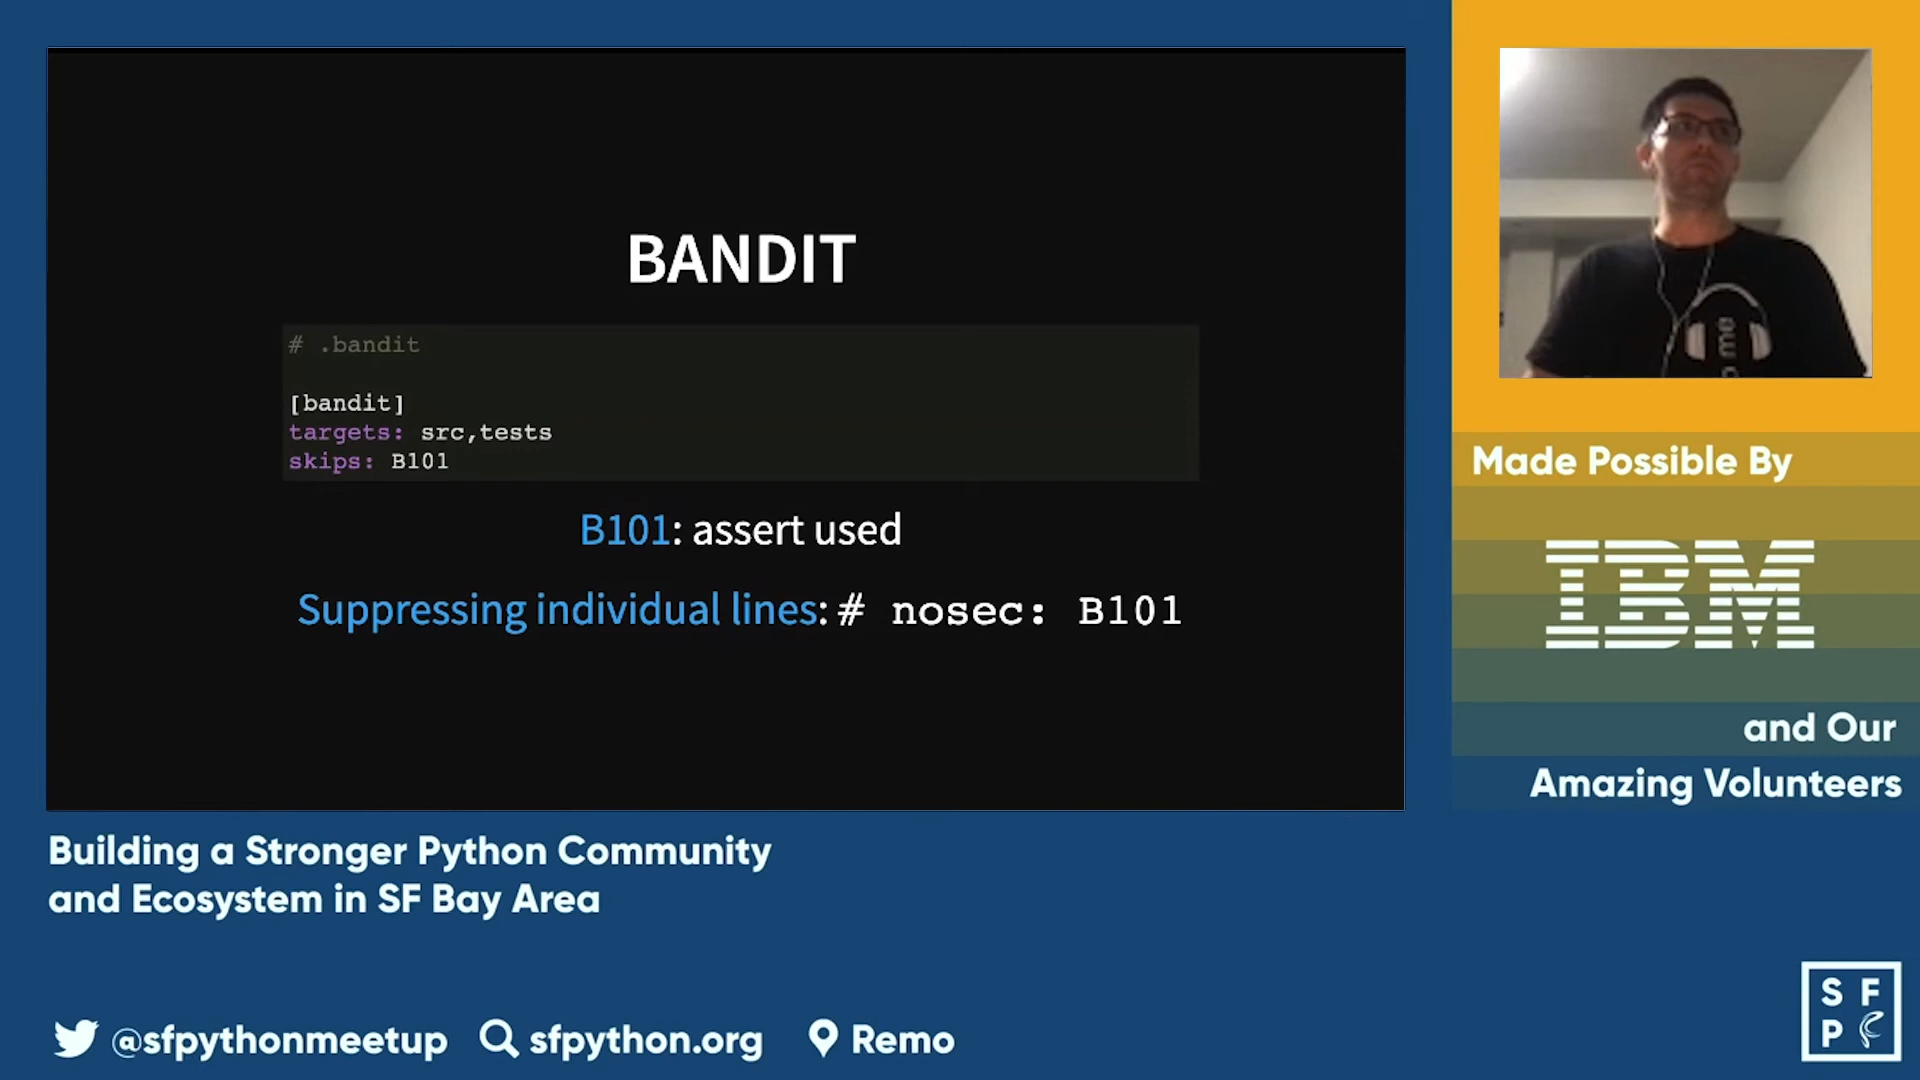 BANDIT
# .bandit
[bandit]
targets: src,tests
skips: B101
B101: assert used
Suppressing individual lines: # nosec: B101
Made Possible By
IBM
and Our
Amazing Volunteers
Building a Stronger Python Community
and Ecosystem in SF Bay Area
@sfpythonmeetup
sfpython.org
Remo
S F
P